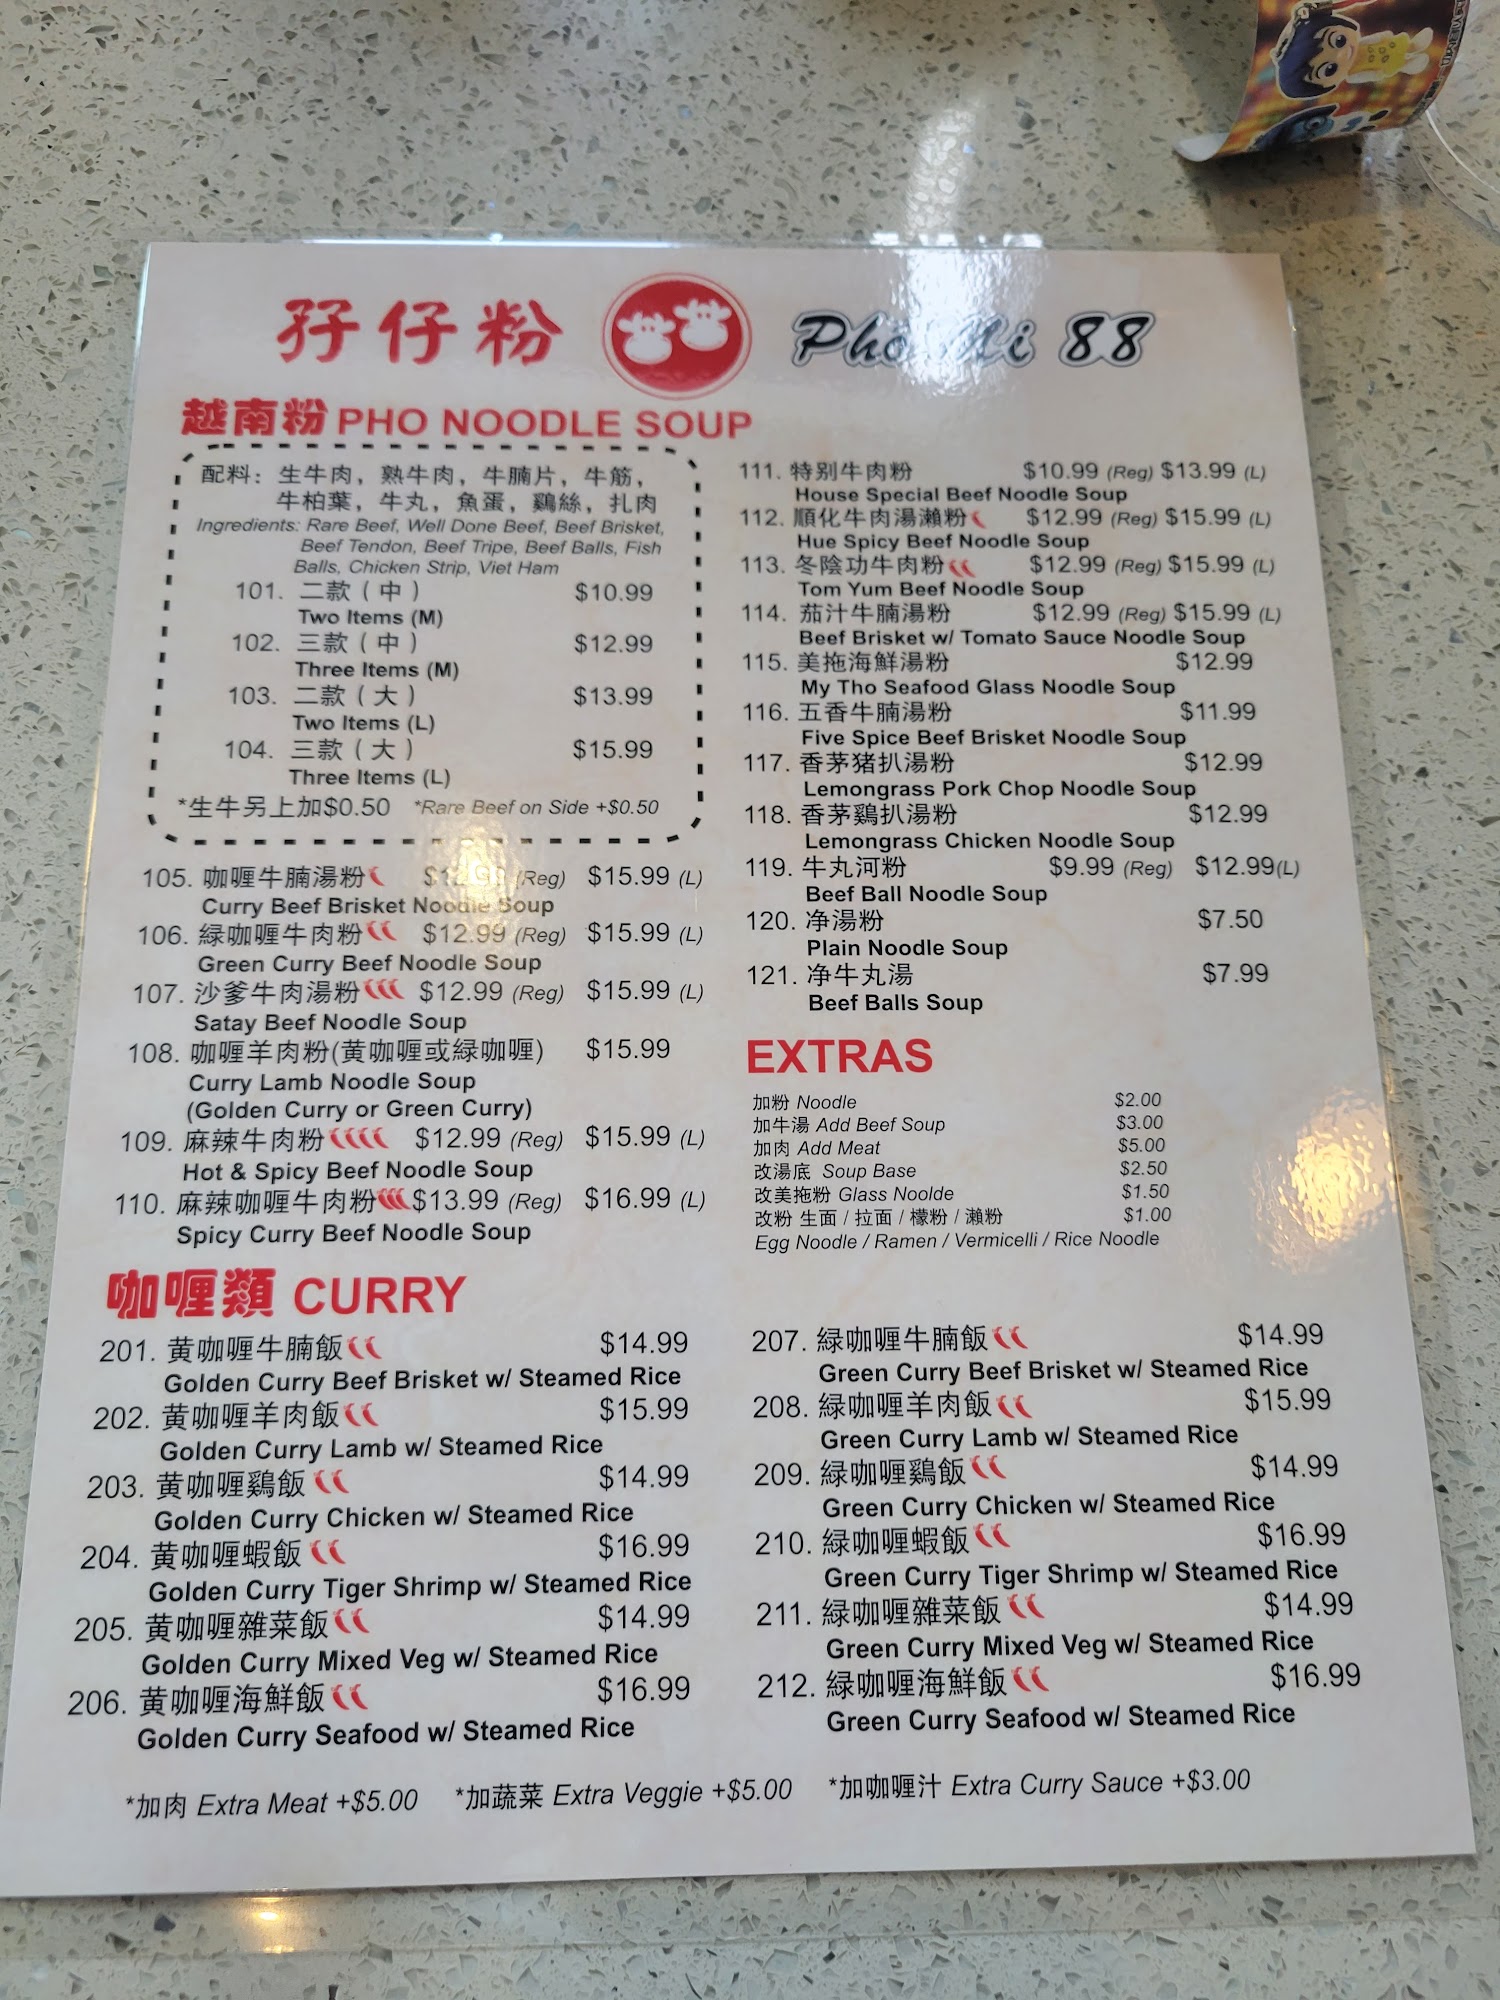 孖仔粉 Pho Mi 88
越南粉 PHO NOODLE SOUP
配料: 生牛肉, 熟牛肉, 牛腩片, 牛筋,
牛柏葉, 牛丸, 魚蛋, 鷄絲, 扎肉
Ingredients: Rare Beef, Well Done Beef, Beef Brisket,
Beef Tendon, Beef Tripe, Beef Balls, Fish
Balls, Chicken Strip, Viet Ham
101. 二款 ( 中 ) $10.99
Two Items (M)
102. 三款 ( 中 ) $12.99
Three Items (M)
103. 二款 ( 大 ) $13.99
Two Items (L)
104. 三款 ( 大 ) $15.99
Three Items (L)
*生牛另上加$0.50 *Rare Beef on Side +$0.50
105. 咖喱牛腩湯粉 $12.99 (Reg) $15.99 (L)
Curry Beef Brisket Noodle Soup
106. 緑咖喱牛肉粉 $12.99 (Reg) $15.99 (L)
Green Curry Beef Noodle Soup
107. 沙爹牛肉湯粉 $12.99 (Reg) $15.99 (L)
Satay Beef Noodle Soup
108. 咖喱羊肉粉(黄咖喱或緑咖喱) $15.99
Curry Lamb Noodle Soup
(Golden Curry or Green Curry)
109. 麻辣牛肉粉 $12.99 (Reg) $15.99 (L)
Hot & Spicy Beef Noodle Soup
110. 麻辣咖喱牛肉粉 $13.99 (Reg) $16.99 (L)
Spicy Curry Beef Noodle Soup
111. 特别牛肉粉 $10.99 (Reg) $13.99 (L)
House Special Beef Noodle Soup
112. 順化牛肉湯瀨粉 $12.99 (Reg) $15.99 (L)
Hue Spicy Beef Noodle Soup
113. 冬陰功牛肉粉 $12.99 (Reg) $15.99 (L)
Tom Yum Beef Noodle Soup
114. 茄汁牛腩湯粉 $12.99 (Reg) $15.99 (L)
Beef Brisket w/ Tomato Sauce Noodle Soup
115. 美拖海鮮湯粉 $12.99
My Tho Seafood Glass Noodle Soup
116. 五香牛腩湯粉 $11.99
Five Spice Beef Brisket Noodle Soup
117. 香茅猪扒湯粉 $12.99
Lemongrass Pork Chop Noodle Soup
118. 香茅鷄扒湯粉 $12.99
Lemongrass Chicken Noodle Soup
119. 牛丸河粉 $9.99 (Reg) $12.99(L)
Beef Ball Noodle Soup
120. 净湯粉 $7.50
Plain Noodle Soup
121. 净牛丸湯 $7.99
Beef Balls Soup
EXTRAS
加粉 Noodle $2.00
加牛湯 Add Beef Soup $3.00
加肉 Add Meat $5.00
改湯底 Soup Base $2.50
改美拖粉 Glass Noolde $1.50
改粉 生面 / 拉面 / 檬粉 / 瀨粉 $1.00
Egg Noodle / Ramen / Vermicelli / Rice Noodle
咖喱類 CURRY
201. 黄咖喱牛腩飯 $14.99
Golden Curry Beef Brisket w/ Steamed Rice
202. 黄咖喱羊肉飯 $15.99
Golden Curry Lamb w/ Steamed Rice
203. 黄咖喱鷄飯 $14.99
Golden Curry Chicken w/ Steamed Rice
204. 黄咖喱蝦飯 $16.99
Golden Curry Tiger Shrimp w/ Steamed Rice
205. 黄咖喱雜菜飯 $14.99
Golden Curry Mixed Veg w/ Steamed Rice
206. 黄咖喱海鮮飯 $16.99
Golden Curry Seafood w/ Steamed Rice
207. 緑咖喱牛腩飯 $14.99
Green Curry Beef Brisket w/ Steamed Rice
208. 緑咖喱羊肉飯 $15.99
Green Curry Lamb w/ Steamed Rice
209. 緑咖喱鷄飯 $14.99
Green Curry Chicken w/ Steamed Rice
210. 緑咖喱蝦飯 $16.99
Green Curry Tiger Shrimp w/ Steamed Rice
211. 緑咖喱雜菜飯 $14.99
Green Curry Mixed Veg w/ Steamed Rice
212. 緑咖喱海鮮飯 $16.99
Green Curry Seafood w/ Steamed Rice
*加肉 Extra Meat +$5.00 *加蔬菜 Extra Veggie +$5.00 *加咖喱汁 Extra Curry Sauce +$3.00